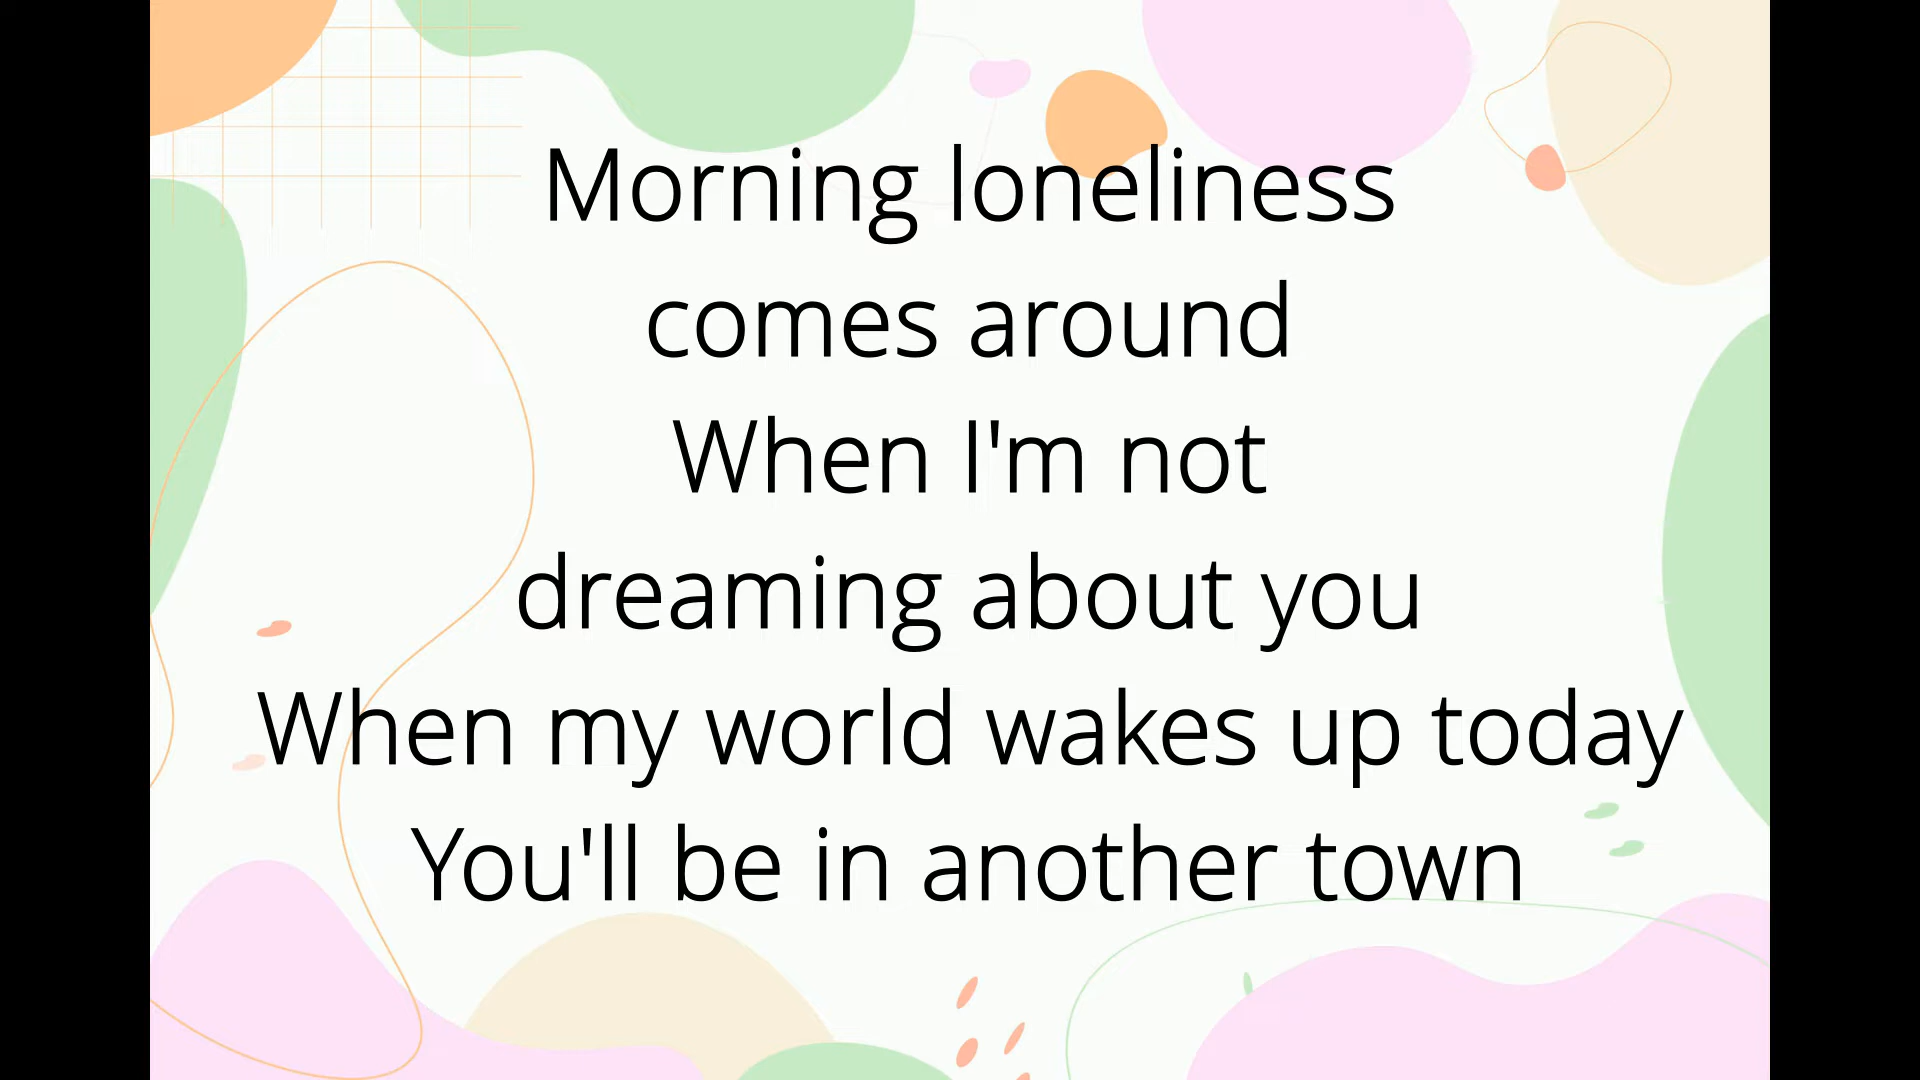 Morning loneliness
comes around
When I'm not
dreaming about you
When my world wakes up today
You'll be in another town